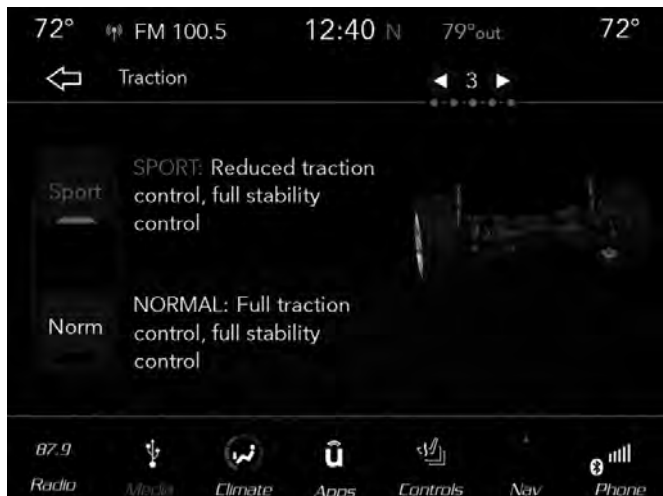 72° FM 100.5 12:40 N 79°out 72°
Traction 3
Sport
SPORT: Reduced traction
control, full stability
control
Norm
NORMAL: Full traction
control, full stability
control
87.9 û
Radio Media Climate Apps Controls Nav Phone